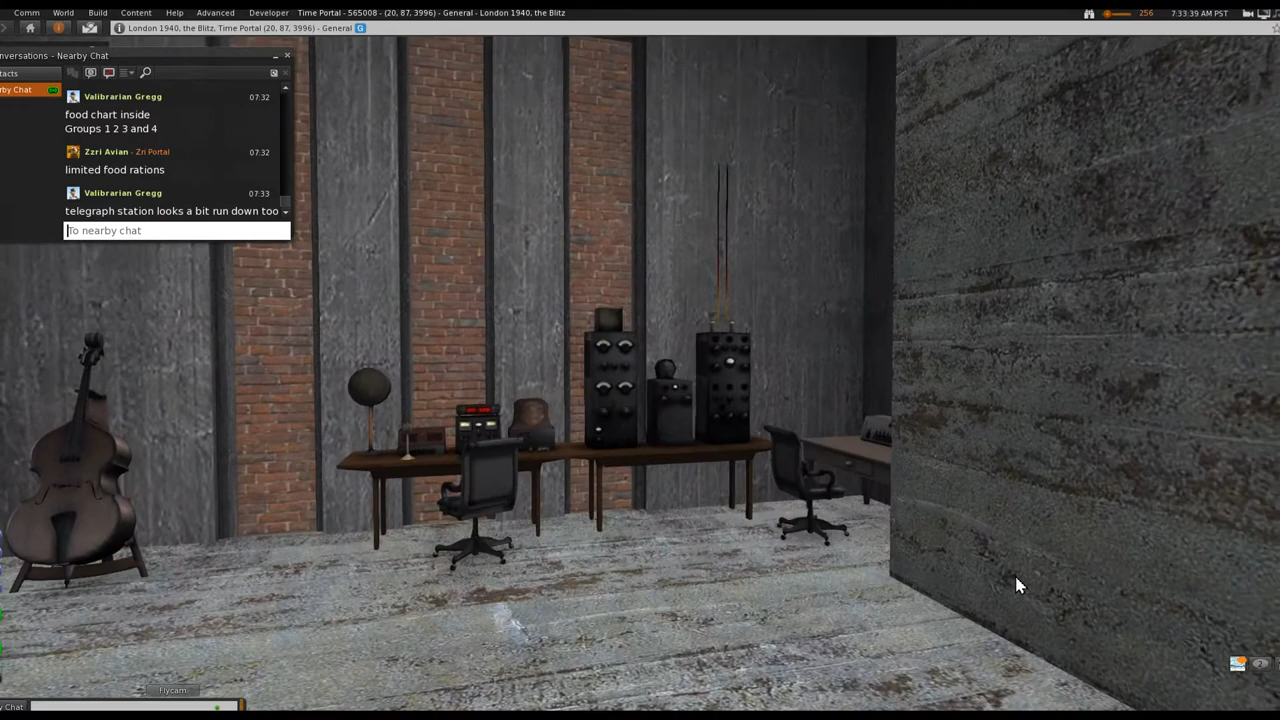 Comm World Build Content Help Advanced Developer Time Portal - 565008 - (20, 87, 3996) - General - London 1940, the Blitz 256 7:33:39 AM PST
London 1940, the Blitz, Time Portal (20, 87, 3996) - General G
nversations - Nearby Chat
tacts
rby Chat
Valibrarian Gregg 07:32
food chart inside
Groups 1 2 3 and 4
Zzri Avian - Zri Portal 07:32
limited food rations
Valibrarian Gregg 07:33
telegraph station looks a bit run down too
To nearby chat
2
Flycam
y Chat